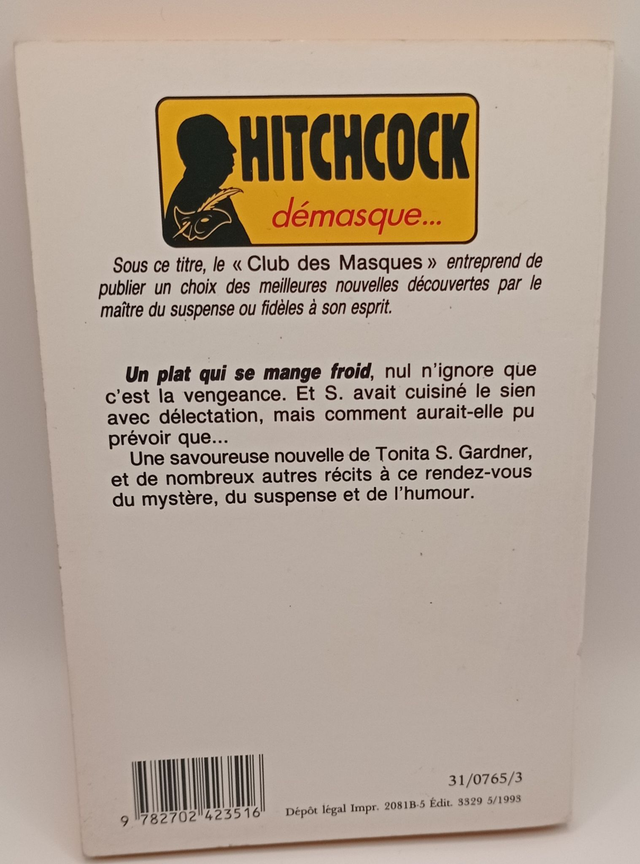 HITCHCOCK
démasque...
Sous ce titre, le « Club des Masques » entreprend de
publier un choix des meilleures nouvelles découvertes par le
maître du suspense ou fidèles à son esprit.
Un plat qui se mange froid, nul n'ignore que
c'est la vengeance. Et S. avait cuisiné le sien
avec délectation, mais comment aurait-elle pu
prévoir que...
Une savoureuse nouvelle de Tonita S. Gardner,
et de nombreux autres récits à ce rendez-vous
du mystère, du suspense et de l'humour.
31/0765/3
9 782702 423516
Dépôt légal Impr. 2081B-5 Édit. 3329 5/1993